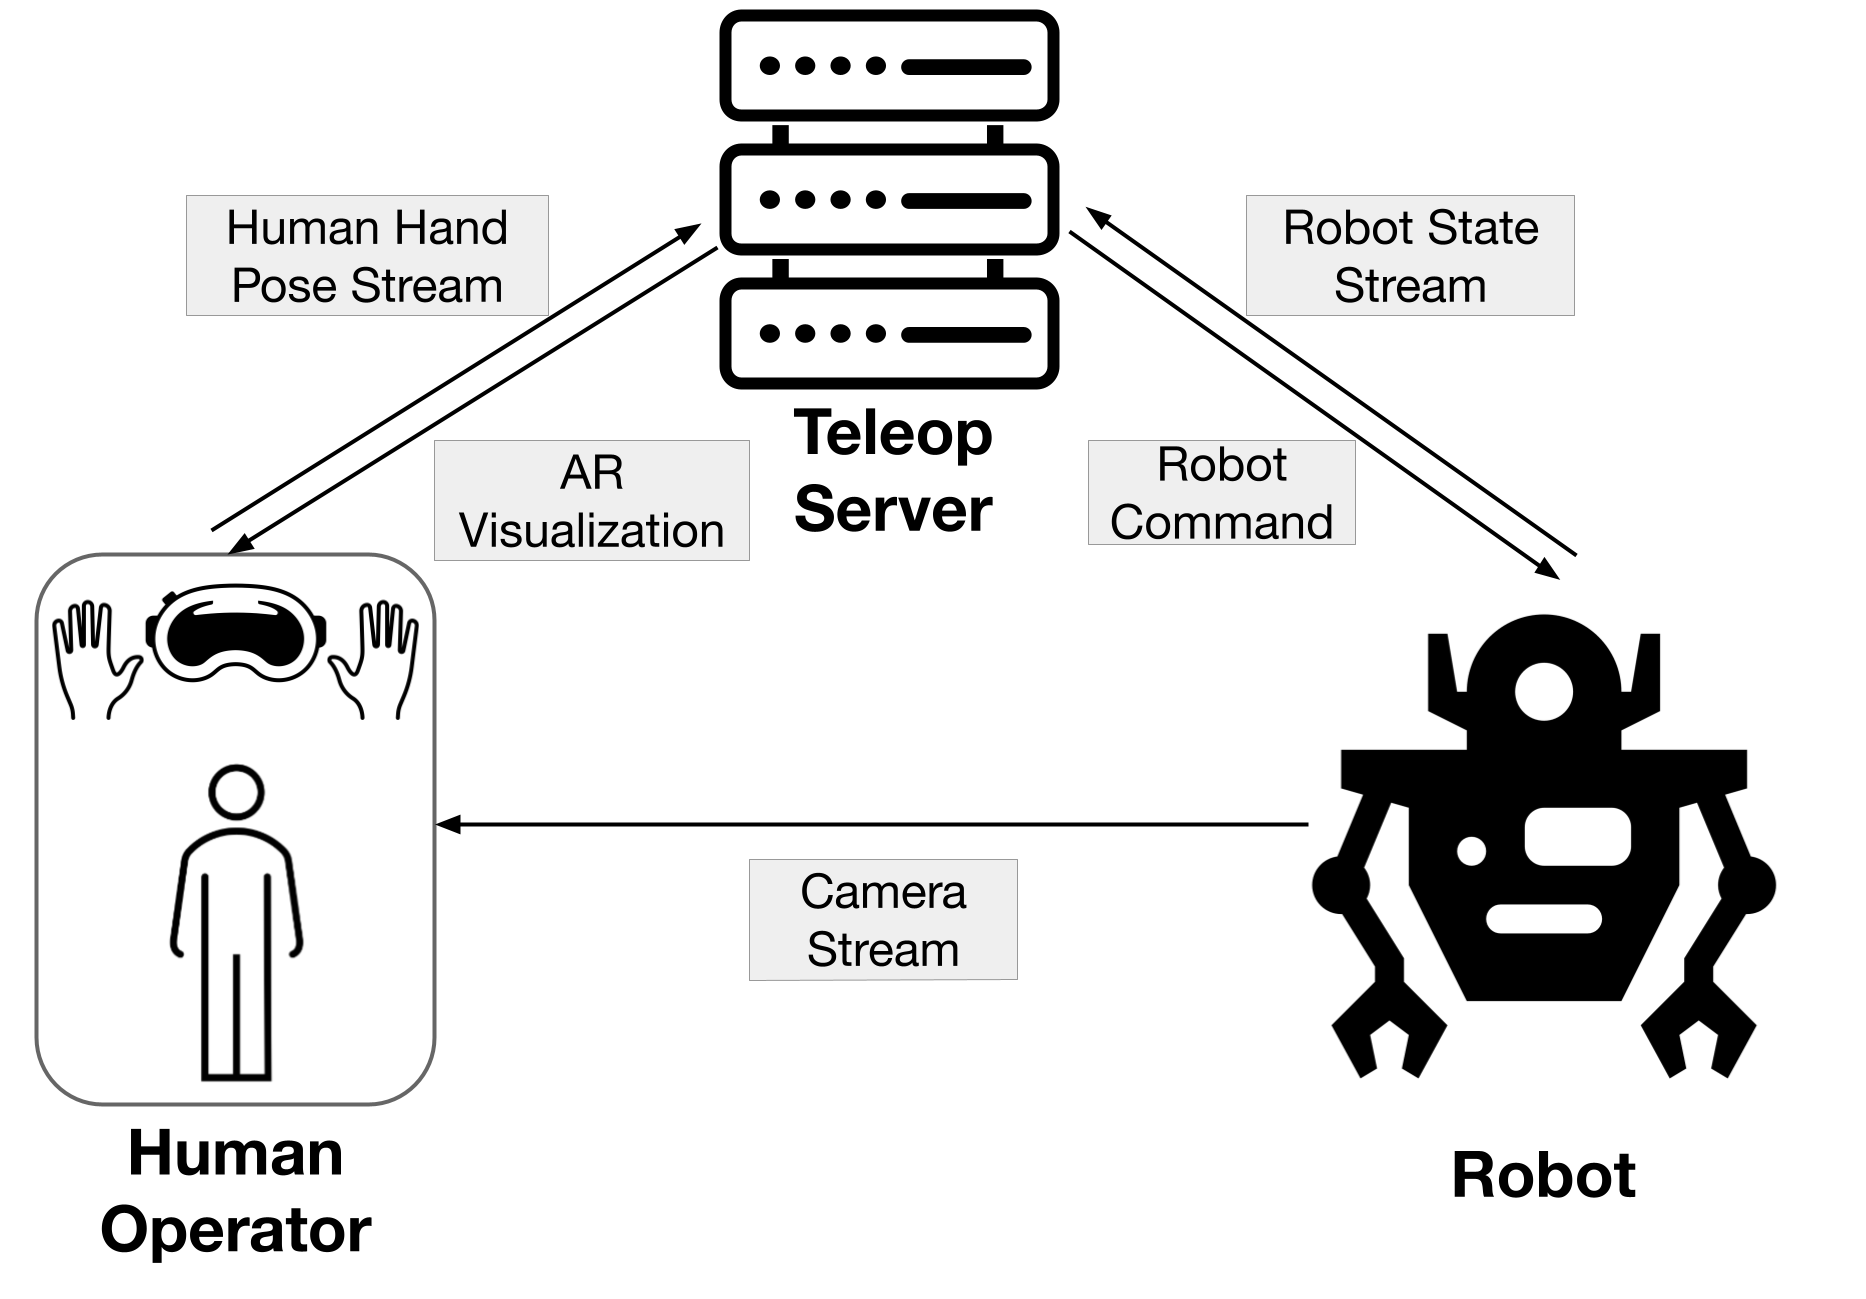 Human Hand
Pose Stream
Robot State
Stream
Teleop
Server
AR
Visualization
Robot
Command
Camera
Stream
Human
Operator
Robot